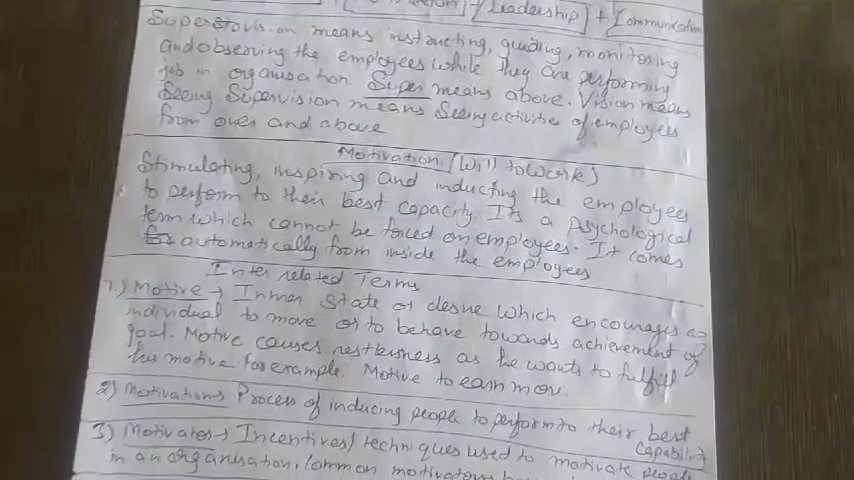 Leadership] + [Communication
Supervision means instructing, guiding, monitoring
and observing the employees while they are performing
job in organisation. Super means above. Vision means
Seeing. Supervision means Seeing activities of employees
from over and above
Motivation [Will to Work]
Stimulating, inspiring and inducting the employees
to perform to their best capacity. Its a psychological
term which cannot be forced on employees. It comes
automatically from inside the employees
Inter related Terms
1.) Motive → Inner State of desire which encourages an
individual to move or to behave towards achievement of
goal. Motive causes restlessness as he wants to fulfill
his motive for example. Motive to earn mon.
2) Motivations Process of inducing people to perform to their best
Capability
3) Motivators → Incentives/techniques used to motivate people
in an organisation. Common motivators